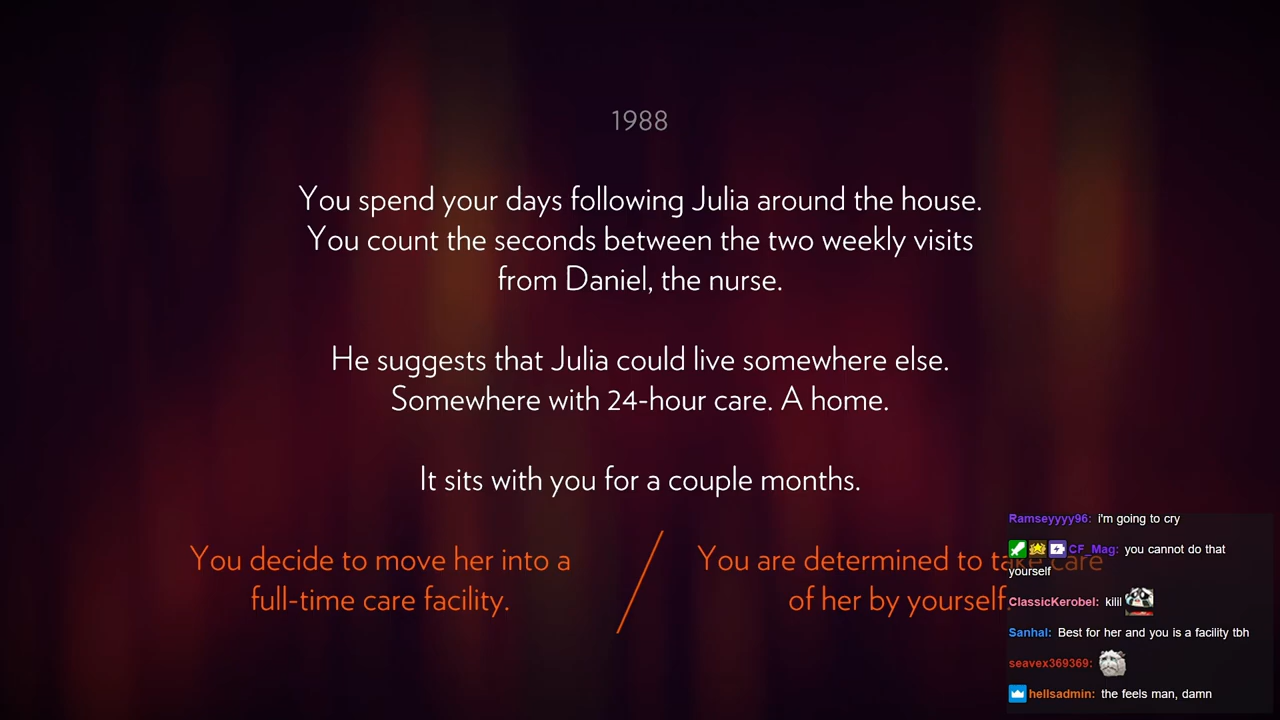 1988
You spend your days following Julia around the house.
You count the seconds between the two weekly visits
from Daniel, the nurse.
He suggests that Julia could live somewhere else.
Somewhere with 24-hour care. A home.
It sits with you for a couple months.
You decide to move her into a
full-time care facility.
You are determined to take care
of her by yourself.
Ramseyyyy96: i'm going to cry
CF_Mag: you cannot do that
yourself
ClassicKerobel: kilil
Sanhal: Best for her and you is a facility tbh
seavex369369:
hellsadmin: the feels man, damn